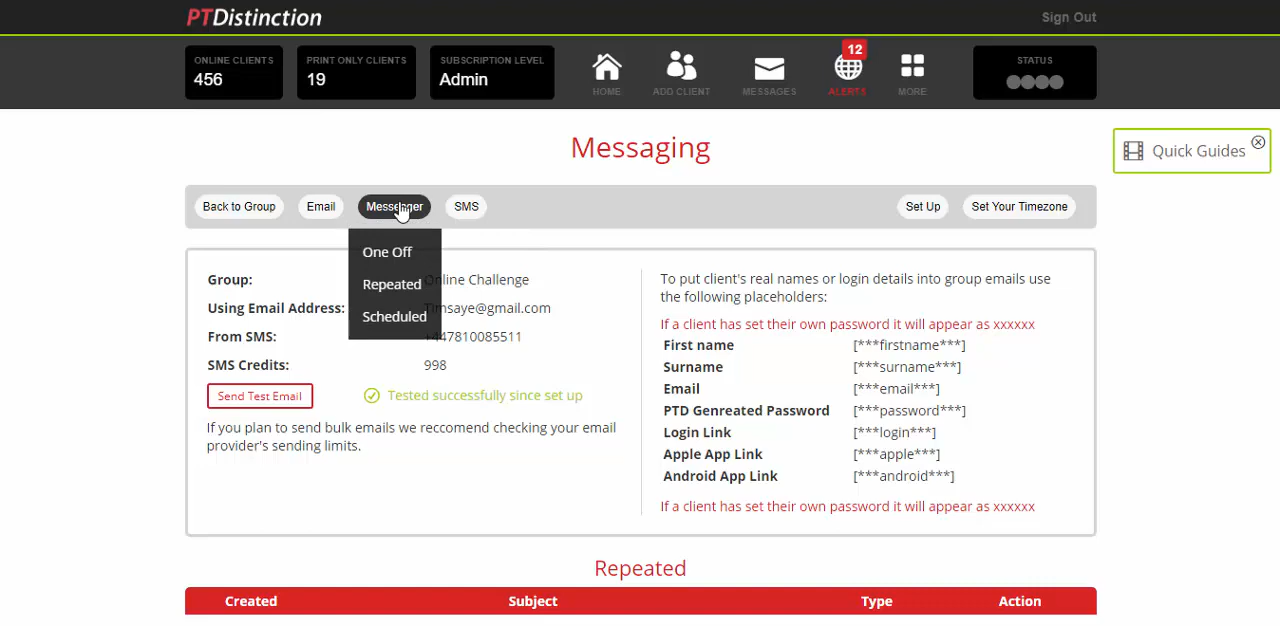 PTDistinction
Sign Out
ONLINE CLIENTS
456
PRINT ONLY CLIENTS
19
SUBSCRIPTION LEVEL
Admin
HOME
ADD CLIENT
MESSAGES
12
ALERTS
MORE
STATUS
Messaging
Quick Guides
Back to Group
Email
Messenger
SMS
Set Up
Set Your Timezone
One Off
Repeated
Scheduled
Group: Online Challenge
Using Email Address: Timsaye@gmail.com
From SMS: +447810085511
SMS Credits: 998
Send Test Email
Tested successfully since set up
If you plan to send bulk emails we reccomend checking your email
provider's sending limits.
To put client's real names or login details into group emails use
the following placeholders:
If a client has set their own password it will appear as xxxxxx
First name [***firstname***]
Surname [***surname***]
Email [***email***]
PTD Genreated Password [***password***]
Login Link [***login***]
Apple App Link [***apple***]
Android App Link [***android***]
If a client has set their own password it will appear as xxxxxx
Repeated
Created Subject Type Action